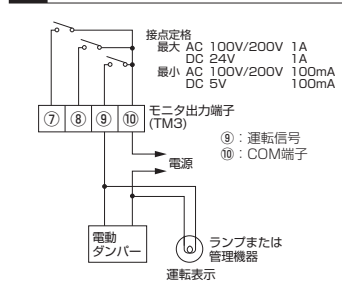 接点定格
最大 AC 100V/200V 1A
DC 24V 1A
最小 AC 100V/200V 100mA
DC 5V 100mA
⑦ ⑧ ⑨ ⑩
モニタ出力端子
(TM3)
⑨：運転信号
⑩：COM端子
電源
電動
ダンパー
ランプまたは
管理機器
運転表示